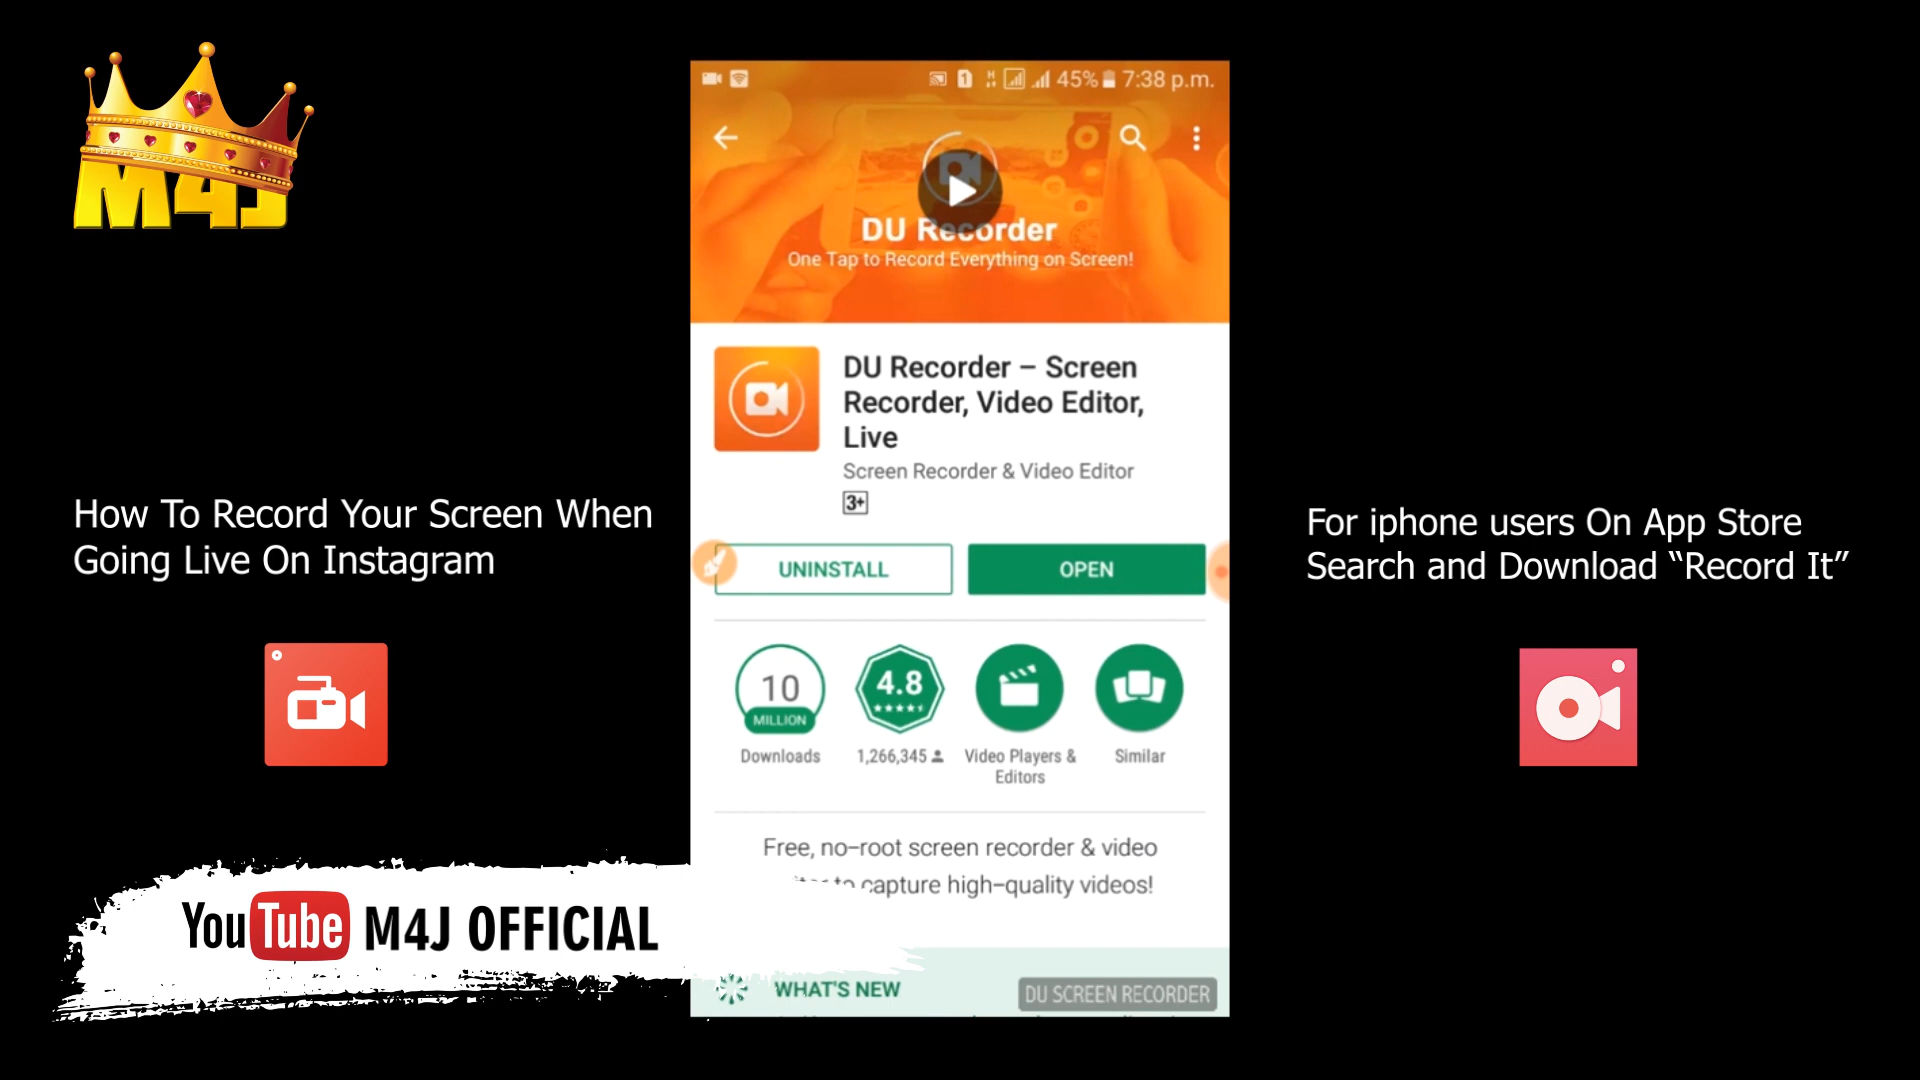 M4J
1
45%
7:38 p.m.
DU Recorder
One Tap to Record Everything on Screen!
DU Recorder – Screen
Recorder, Video Editor,
Live
Screen Recorder & Video Editor
3+
How To Record Your Screen When
Going Live On Instagram
For iphone users On App Store
Search and Download “Record It”
UNINSTALL
OPEN
10
MILLION
Downloads
4.8
1,266,345
Video Players &
Editors
Similar
Free, no-root screen recorder & video
to capture high-quality videos!
YouTube M4J OFFICIAL
WHAT'S NEW
DU SCREEN RECORDER